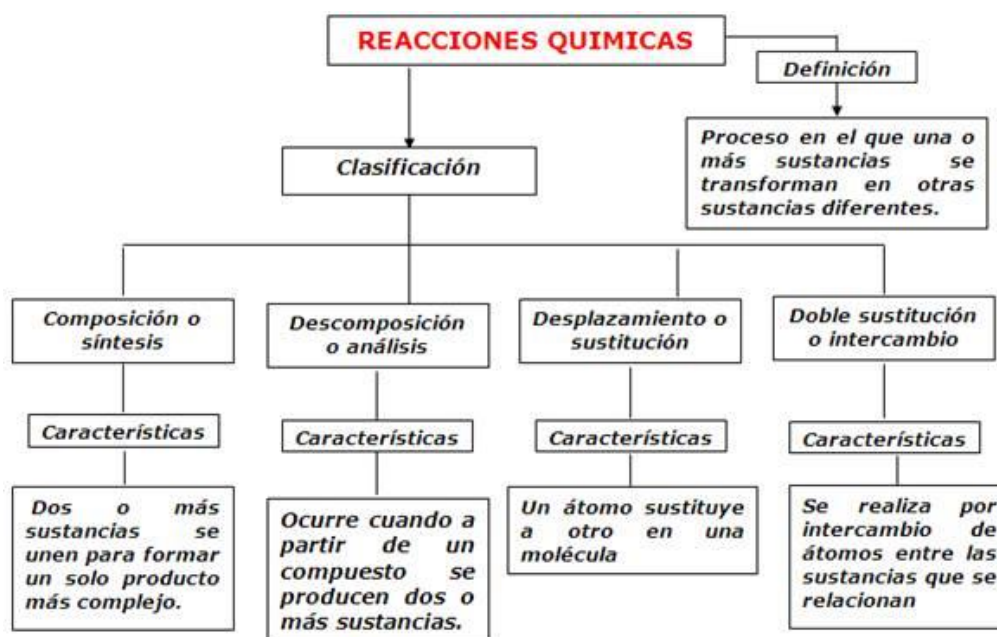 REACCIONES QUIMICAS
Definición
Proceso en el que una o
más sustancias se
transforman en otras
sustancias diferentes.
Clasificación
Composición o
síntesis
Características
Dos o más
sustancias se
unen para formar
un solo producto
más complejo.
Descomposición
o análisis
Características
Ocurre cuando a
partir de un
compuesto se
producen dos o
más sustancias.
Desplazamiento o
sustitución
Características
Un átomo sustituye
a otro en una
molécula
Doble sustitución
o intercambio
Características
Se realiza por
intercambio de
átomos entre las
sustancias que se
relacionan